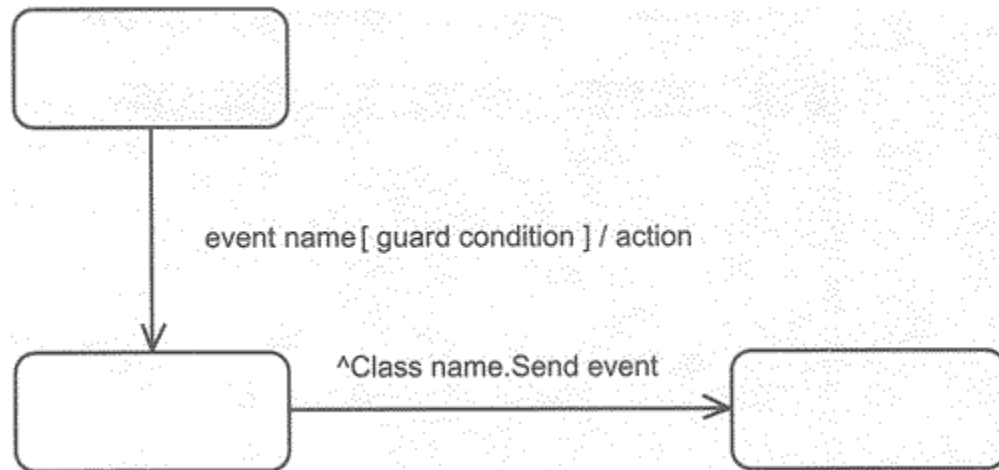 event name[ guard condition ] / action
^Class name.Send event